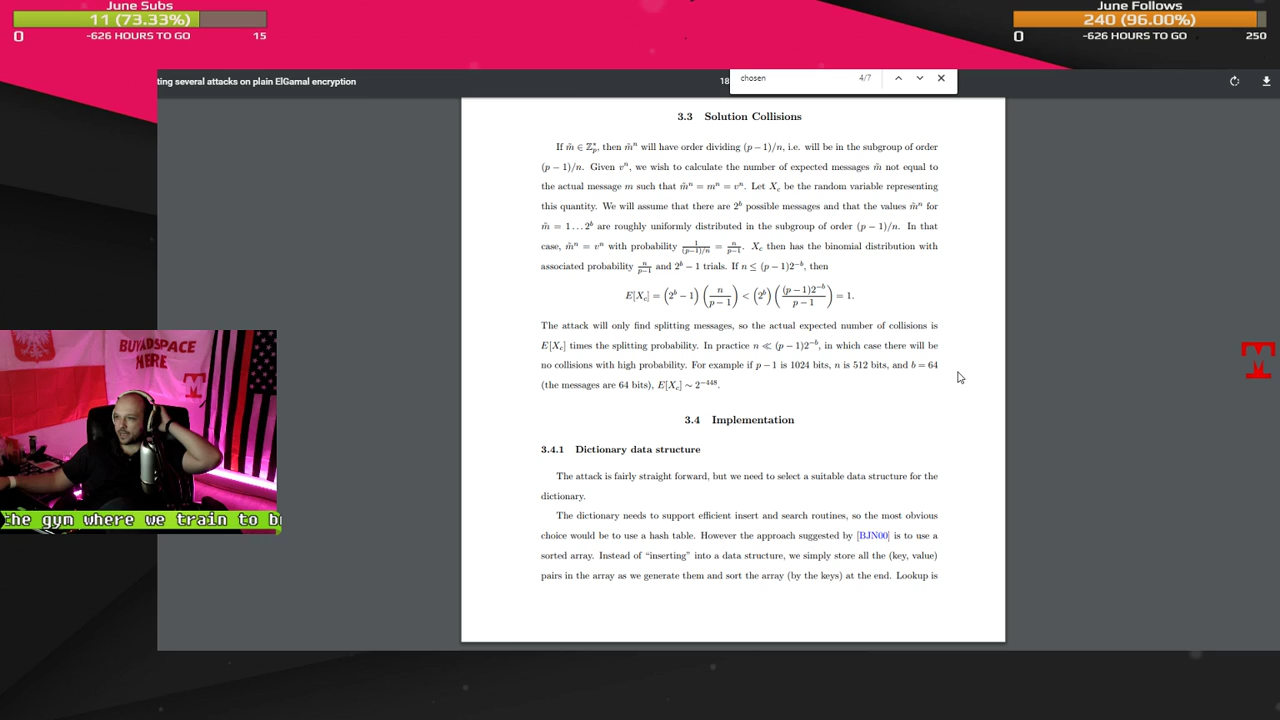 June Subs
11 (73.33%)
0
-626 HOURS TO GO
15
June Follows
240 (96.00%)
0
-626 HOURS TO GO
250
ting several attacks on plain ElGamal encryption
18
chosen
4/7
3.3 Solution Collisions
If m̃ ∈ ℤ*ₚ, then m̃ⁿ will have order dividing (p − 1)/n, i.e. will be in the subgroup of order
(p − 1)/n. Given vⁿ, we wish to calculate the number of expected messages m̃ not equal to
the actual message m such that m̃ⁿ = mⁿ = vⁿ. Let X_c be the random variable representing
this quantity. We will assume that there are 2ᵇ possible messages and that the values m̃ⁿ for
m̃ = 1 . . . 2ᵇ are roughly uniformly distributed in the subgroup of order (p − 1)/n. In that
case, m̃ⁿ = vⁿ with probability 1/((p−1)/n) = n/(p−1). X_c then has the binomial distribution with
associated probability n/(p−1) and 2ᵇ − 1 trials. If n ≤ (p − 1)2⁻ᵇ, then
E[X_c] = (2ᵇ − 1) (n/(p − 1)) < (2ᵇ) ((p − 1)2⁻ᵇ/(p − 1)) = 1.
The attack will only find splitting messages, so the actual expected number of collisions is
E[X_c] times the splitting probability. In practice n ≪ (p − 1)2⁻ᵇ, in which case there will be
no collisions with high probability. For example if p − 1 is 1024 bits, n is 512 bits, and b = 64
(the messages are 64 bits), E[X_c] ∼ 2⁻⁴⁴⁸.
3.4 Implementation
3.4.1 Dictionary data structure
The attack is fairly straight forward, but we need to select a suitable data structure for the
dictionary.
The dictionary needs to support efficient insert and search routines, so the most obvious
choice would be to use a hash table. However the approach suggested by [BJN00] is to use a
sorted array. Instead of “inserting” into a data structure, we simply store all the (key, value)
pairs in the array as we generate them and sort the array (by the keys) at the end. Lookup is
BUY ADSPACE
HERE
the gym where we train to b